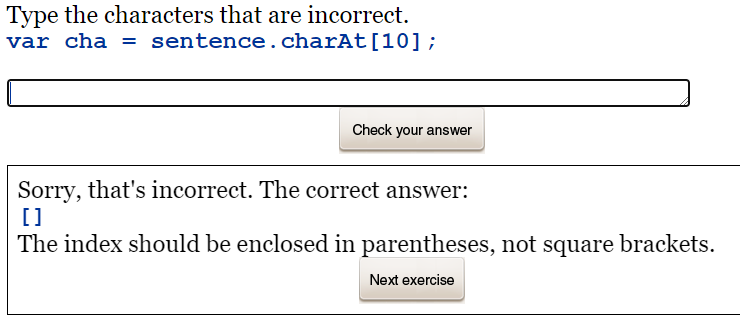 Type the characters that are incorrect.
var cha = sentence.charAt[10];
Check your answer
Sorry, that's incorrect. The correct answer:
[]
The index should be enclosed in parentheses, not square brackets.
Next exercise